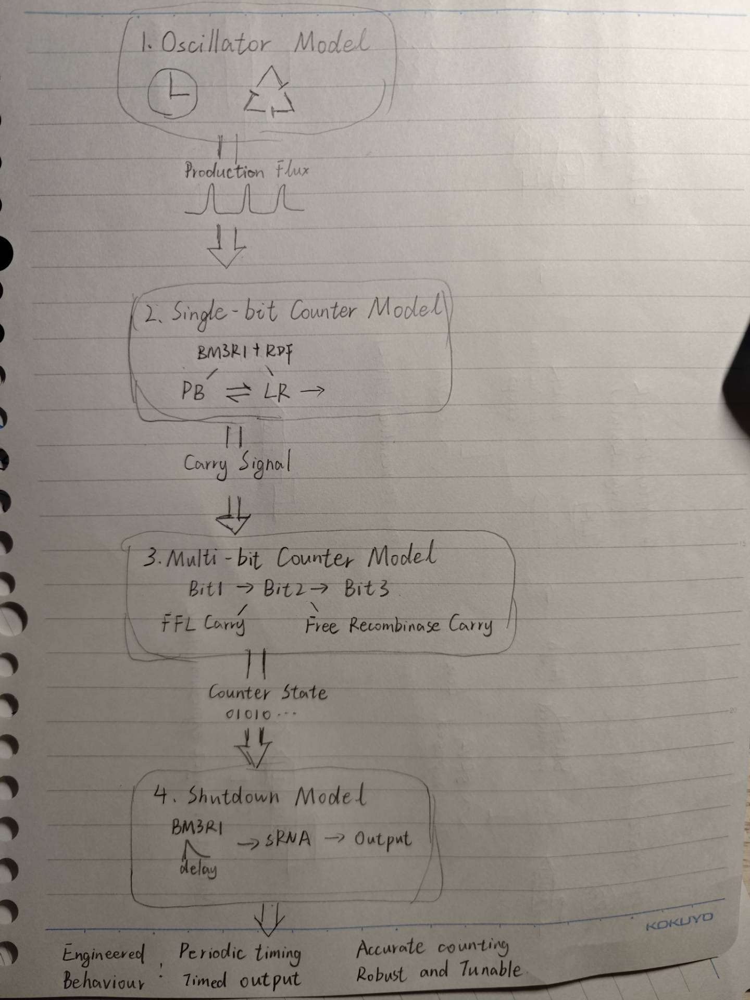 1. Oscillator Model
Production Flux
2. Single-bit Counter Model
BM3R1 + RDF
PB ⇌ LR →
Carry Signal
3. Multi-bit Counter Model
Bit1 → Bit2 → Bit3
FFL Carry Free Recombinase Carry
Counter State
01010...
4. Shutdown Model
BM3R1
→ sRNA → Output
delay
KOKUYO
Engineered Behaviour:
Periodic timing
Timed output
Accurate counting
Robust and Tunable.
15
20